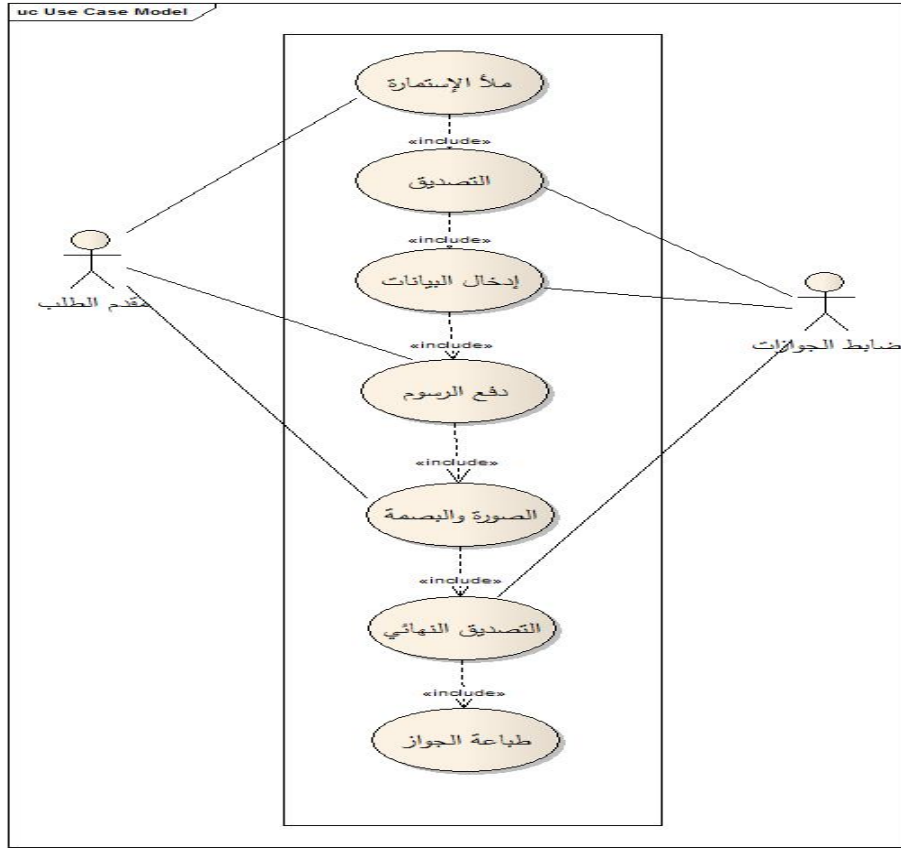 uc Use Case Model
ملأ الإستمارة
«include»
التصديق
«include»
إدخال البيانات
مقدم الطلب
ضابط الجوازات
«include»
دفع الرسوم
«include»
الصورة والبصمة
«include»
التصديق النهائي
«include»
طباعة الجواز